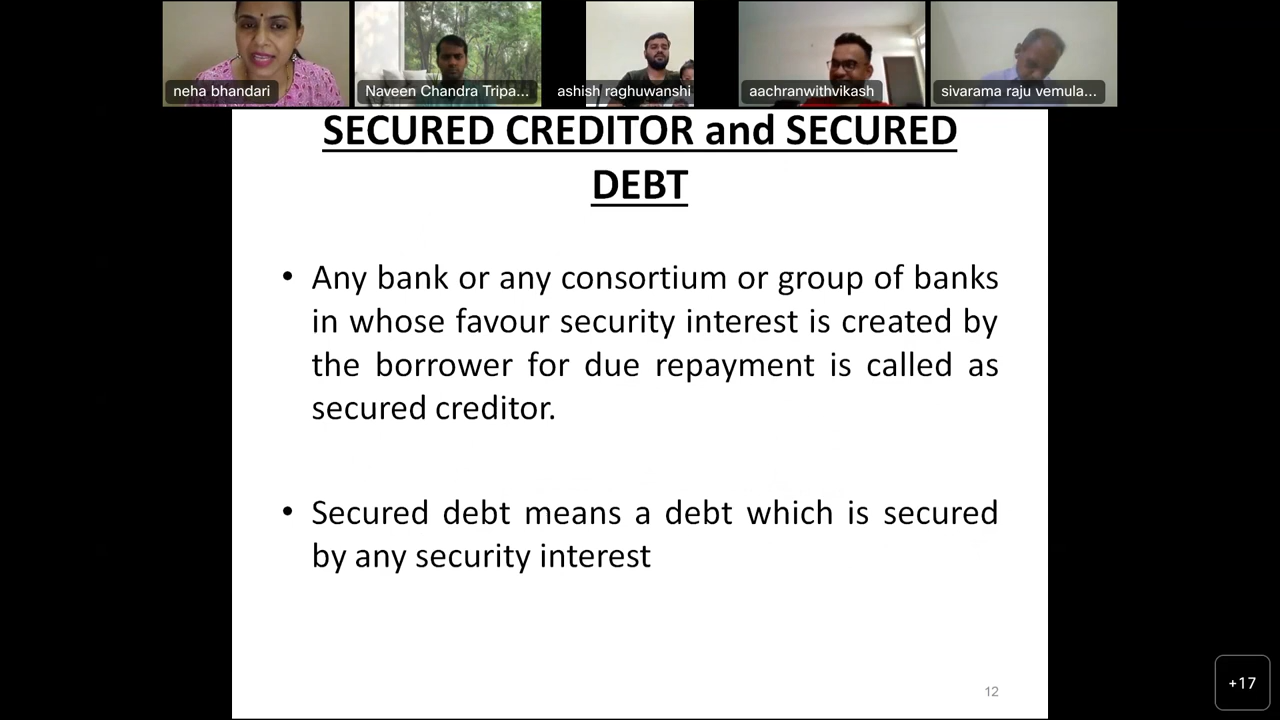 neha bhandari
Naveen Chandra Tripa...
ashish raghuwanshi
aachranwithvikash
sivarama raju vemula...
SECURED CREDITOR and SECURED
DEBT
• Any bank or any consortium or group of banks
in whose favour security interest is created by
the borrower for due repayment is called as
secured creditor.
• Secured debt means a debt which is secured
by any security interest
12
+17